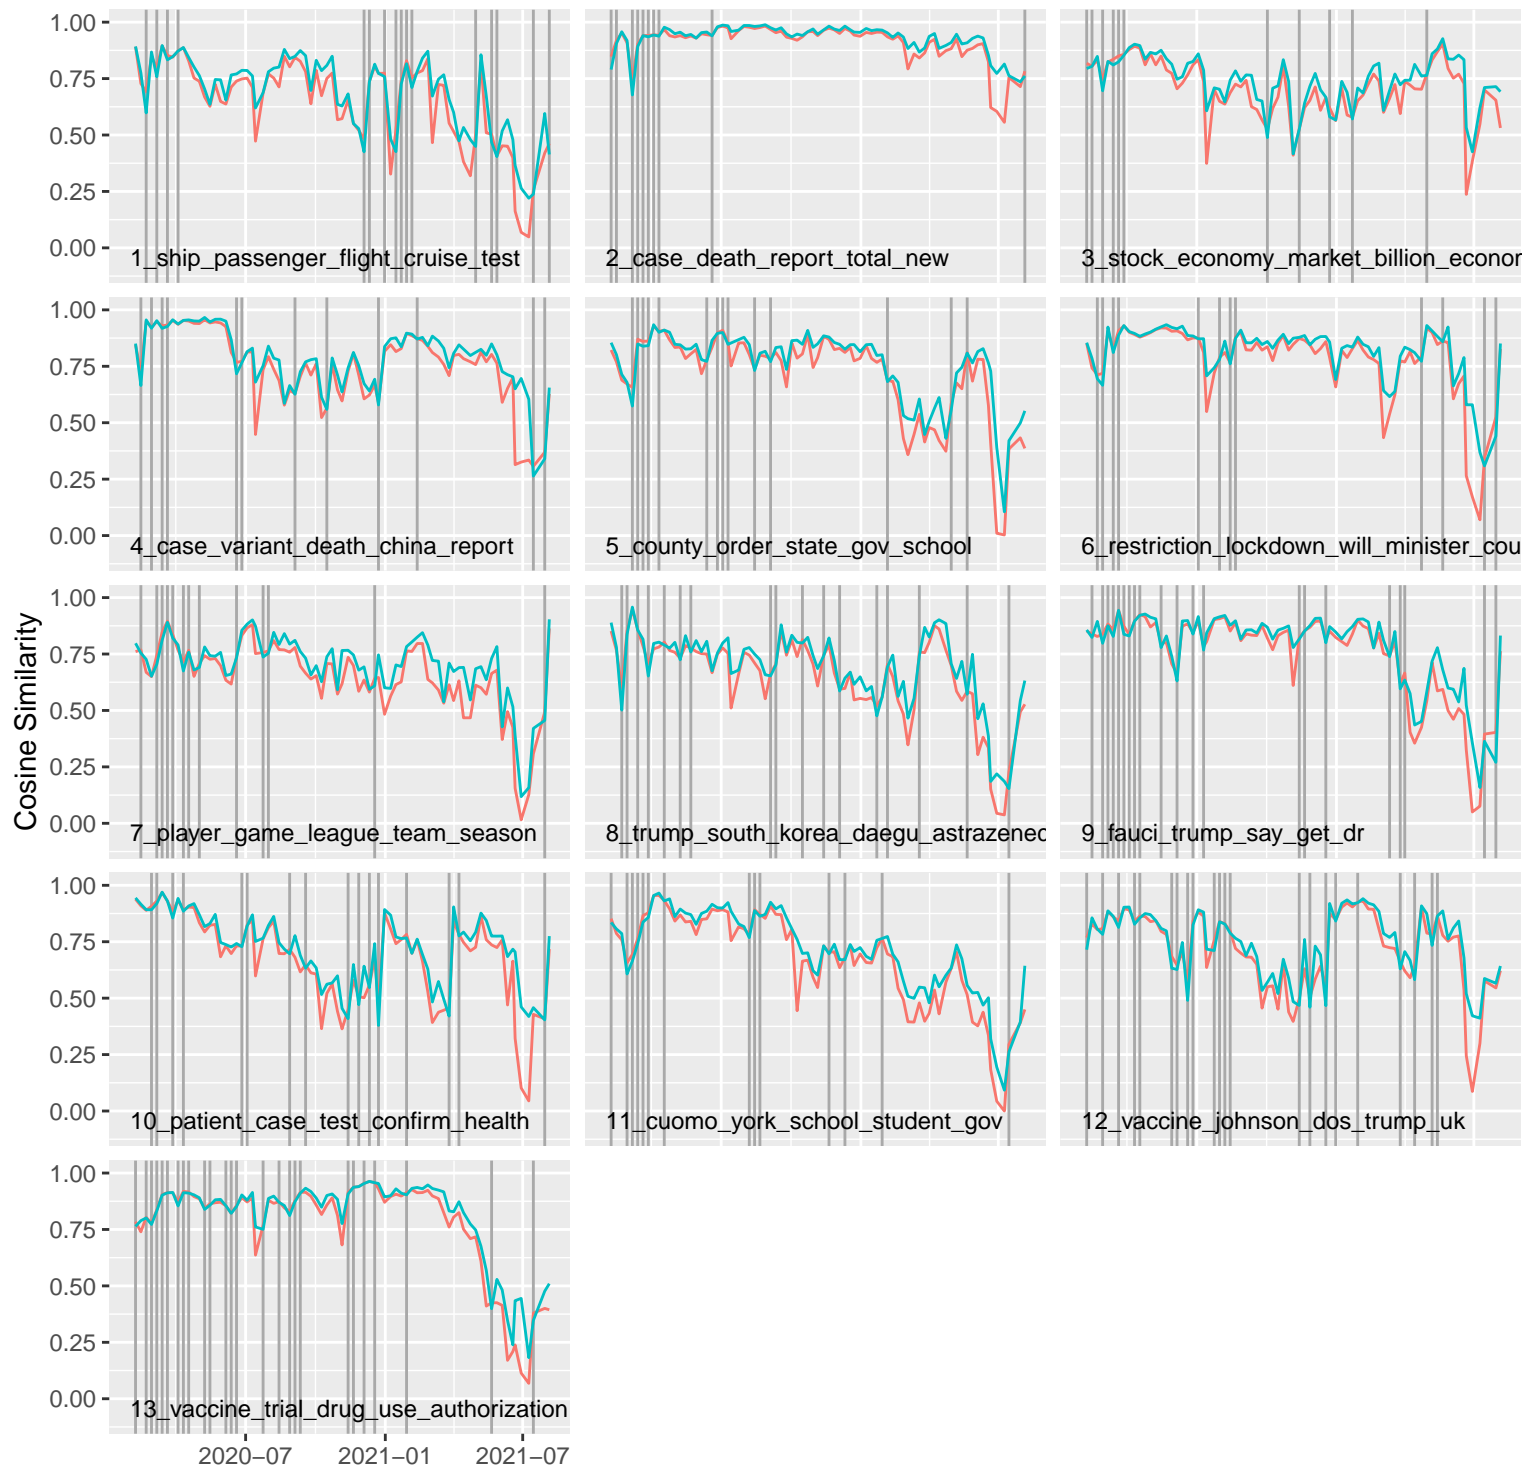 1.00
0.75
0.50
0.25
0.00
1_ship_passenger_flight_cruise_test
2_case_death_report_total_new
3_stock_economy_market_billion_econor
1.00
0.75
0.50
0.25
0.00
4_case_variant_death_china_report
5_county_order_state_gov_school
6_restriction_lockdown_will_minister_cou
Cosine Similarity
1.00
0.75
0.50
0.25
0.00
7_player_game_league_team_season
8_trump_south_korea_daegu_astrazenec
9_fauci_trump_say_get_dr
1.00
0.75
0.50
0.25
0.00
10_patient_case_test_confirm_health
11_cuomo_york_school_student_gov
12_vaccine_johnson_dos_trump_uk
1.00
0.75
0.50
0.25
0.00
13_vaccine_trial_drug_use_authorization
2020−07
2021−01
2021−07